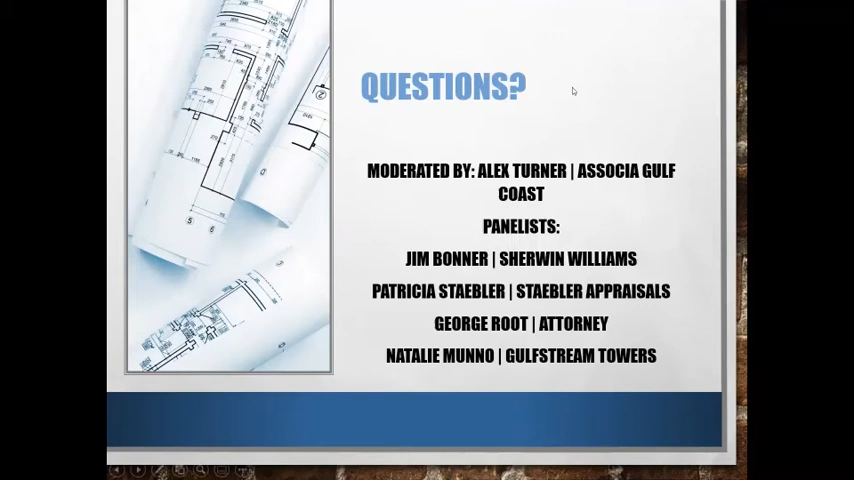 QUESTIONS?
MODERATED BY: ALEX TURNER | ASSOCIA GULF
COAST
PANELISTS:
JIM BONNER | SHERWIN WILLIAMS
PATRICIA STAEBLER | STAEBLER APPRAISALS
GEORGE ROOT | ATTORNEY
NATALIE MUNNO | GULFSTREAM TOWERS